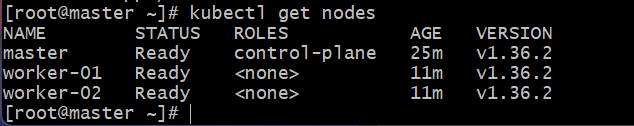 [root@master ~]# kubectl get nodes
NAME        STATUS   ROLES           AGE   VERSION
master      Ready    control-plane   25m   v1.36.2
worker-01   Ready    <none>          11m   v1.36.2
worker-02   Ready    <none>          11m   v1.36.2
[root@master ~]#